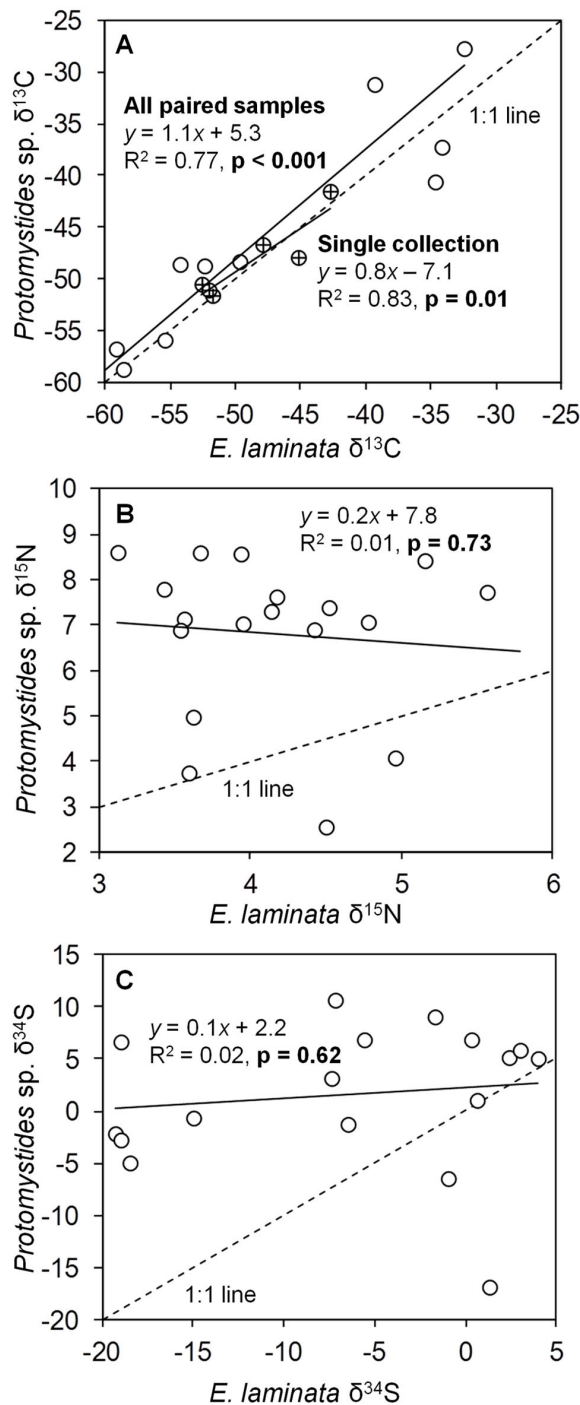 A
-25
-30
-35
-40
-45
-50
-55
-60
Protomystides sp. δ¹³C
All paired samples
y = 1.1x + 5.3
R² = 0.77, p < 0.001
1:1 line
Single collection
y = 0.8x – 7.1
R² = 0.83, p = 0.01
-60 -55 -50 -45 -40 -35 -30 -25
E. laminata δ¹³C
B
10
9
8
7
6
5
4
3
2
Protomystides sp. δ¹⁵N
y = 0.2x + 7.8
R² = 0.01, p = 0.73
1:1 line
3 4 5 6
E. laminata δ¹⁵N
C
15
10
5
0
-5
-10
-15
-20
Protomystides sp. δ³⁴S
y = 0.1x + 2.2
R² = 0.02, p = 0.62
1:1 line
-20 -15 -10 -5 0 5
E. laminata δ³⁴S